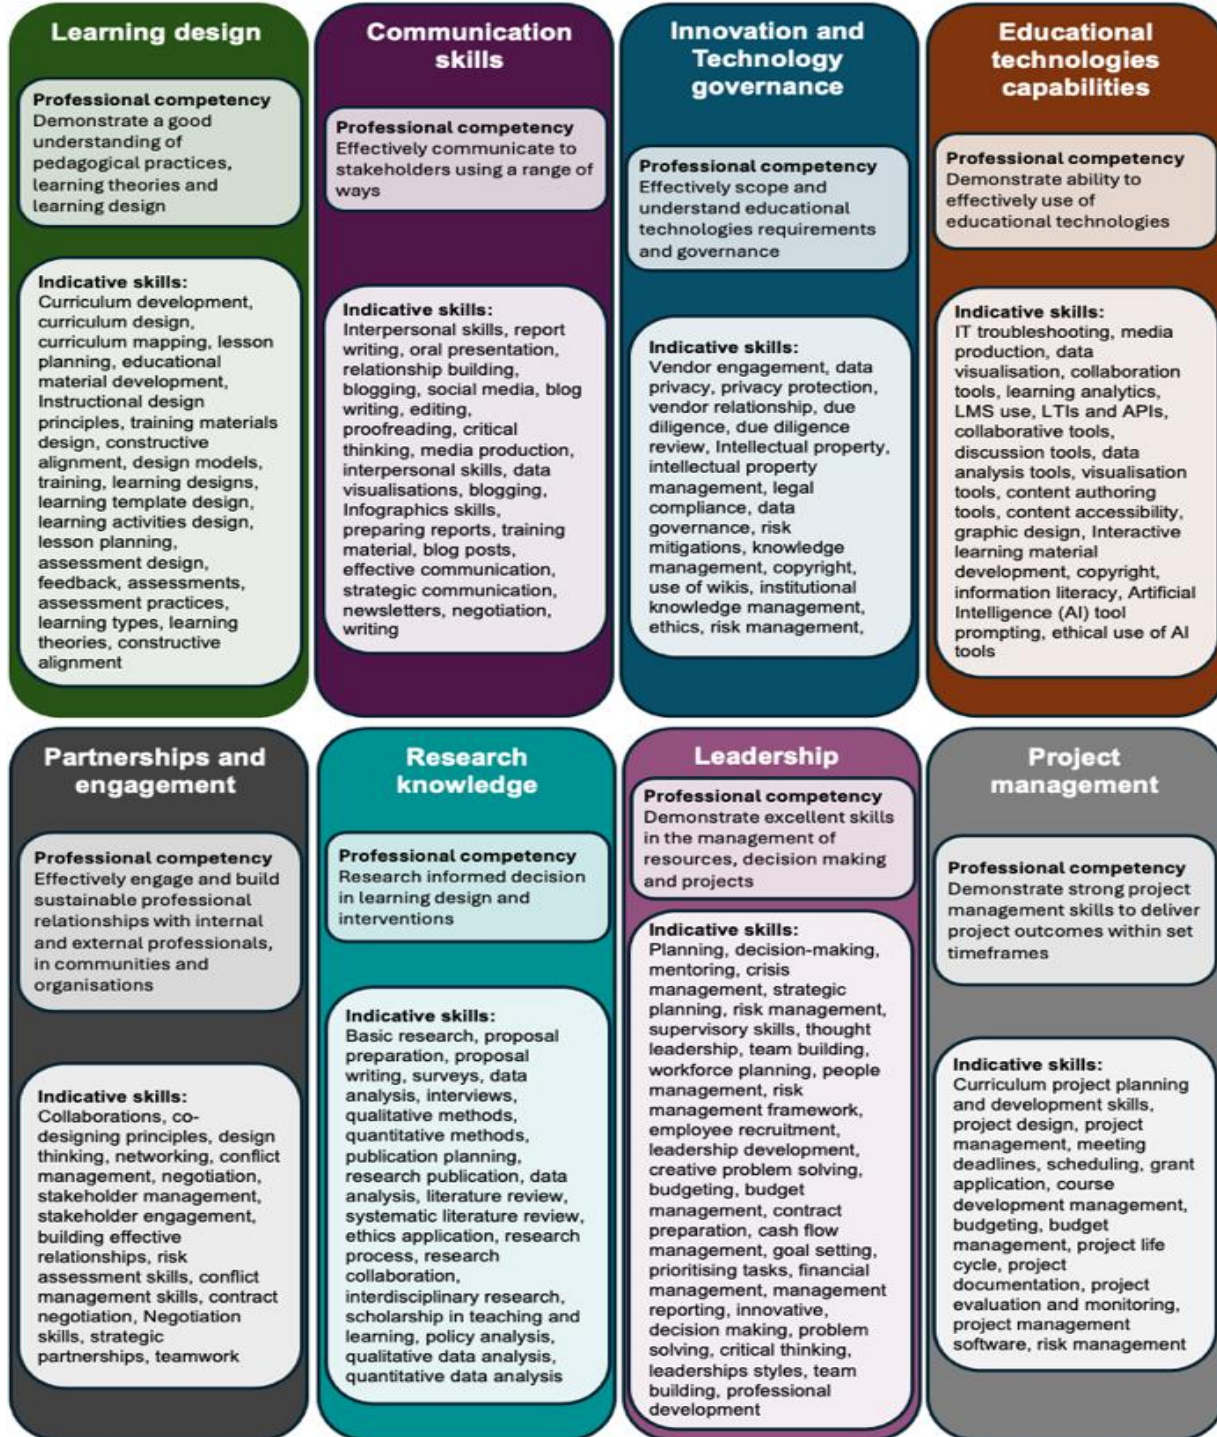 Learning design
Professional competency
Demonstrate a good
understanding of
pedagogical practices,
learning theories and
learning design
Indicative skills:
Curriculum development,
curriculum design,
curriculum mapping, lesson
planning, educational
material development,
Instructional design
principles, training materials
design, constructive
alignment, design models,
training, learning designs,
learning template design,
learning activities design,
lesson planning,
assessment design,
feedback, assessments,
assessment practices,
learning types, learning
theories, constructive
alignment
Communication
skills
Professional competency
Effectively communicate to
stakeholders using a range of
ways
Indicative skills:
Interpersonal skills, report
writing, oral presentation,
relationship building,
blogging, social media, blog
writing, editing,
proofreading, critical
thinking, media production,
interpersonal skills, data
visualisations, blogging,
Infographics skills,
preparing reports, training
material, blog posts,
effective communication,
strategic communication,
newsletters, negotiation,
writing
Innovation and
Technology
governance
Professional competency
Effectively scope and
understand educational
technologies requirements
and governance
Indicative skills:
Vendor engagement, data
privacy, privacy protection,
vendor relationship, due
diligence, due diligence
review, Intellectual property,
intellectual property
management, legal
compliance, data
governance, risk
mitigations, knowledge
management, copyright,
use of wikis, institutional
knowledge management,
ethics, risk management,
Educational
technologies
capabilities
Professional competency
Demonstrate ability to
effectively use of
educational technologies
Indicative skills:
IT troubleshooting, media
production, data
visualisation, collaboration
tools, learning analytics,
LMS use, LTIs and APIs,
collaborative tools,
discussion tools, data
analysis tools, visualisation
tools, content authoring
tools, content accessibility,
graphic design, Interactive
learning material
development, copyright,
information literacy, Artificial
Intelligence (AI) tool
prompting, ethical use of AI
tools
Partnerships and
engagement
Professional competency
Effectively engage and build
sustainable professional
relationships with internal
and external professionals,
in communities and
organisations
Indicative skills:
Collaborations, co-
designing principles, design
thinking, networking, conflict
management, negotiation,
stakeholder management,
stakeholder engagement,
building effective
relationships, risk
assessment skills, conflict
management skills, contract
negotiation, Negotiation
skills, strategic
partnerships, teamwork
Research
knowledge
Professional competency
Research informed decision
in learning design and
interventions
Indicative skills:
Basic research, proposal
preparation, proposal
writing, surveys, data
analysis, interviews,
qualitative methods,
quantitative methods,
publication planning,
research publication, data
analysis, literature review,
systematic literature review,
ethics application, research
process, research
collaboration,
interdisciplinary research,
scholarship in teaching and
learning, policy analysis,
qualitative data analysis,
quantitative data analysis
Leadership
Professional competency
Demonstrate excellent skills
in the management of
resources, decision making
and projects
Indicative skills:
Planning, decision-making,
mentoring, crisis
management, strategic
planning, risk management,
supervisory skills, thought
leadership, team building,
workforce planning, people
management, risk
management framework,
employee recruitment,
leadership development,
creative problem solving,
budgeting, budget
management, contract
preparation, cash flow
management, goal setting,
prioritising tasks, financial
management, management
reporting, innovative,
decision making, problem
solving, critical thinking,
leaderships styles, team
building, professional
development
Project
management
Professional competency
Demonstrate strong project
management skills to deliver
project outcomes within set
timeframes
Indicative skills:
Curriculum project planning
and development skills,
project design, project
management, meeting
deadlines, scheduling, grant
application, course
development management,
budgeting, budget
management, project life
cycle, project
documentation, project
evaluation and monitoring,
project management
software, risk management